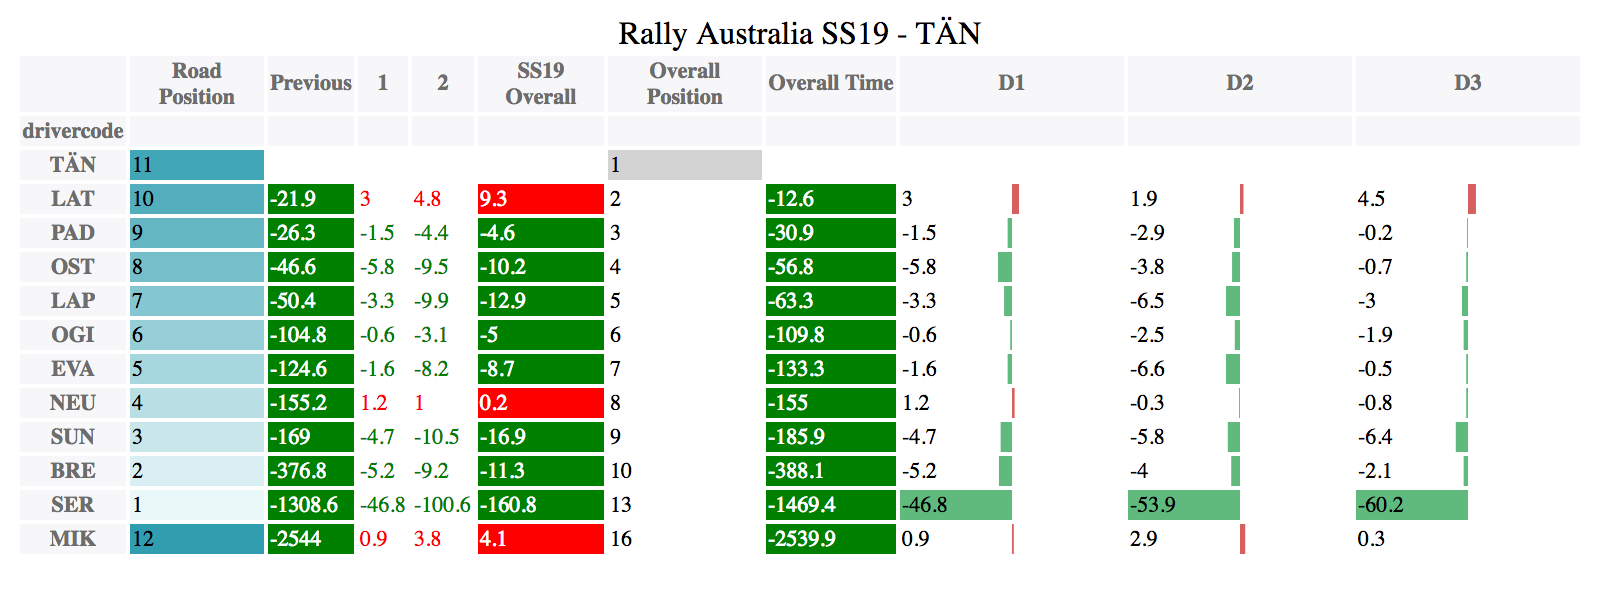 Rally Australia SS19 - TÄN
Road Position Previous 1 2 SS19 Overall Overall Position Overall Time D1 D2 D3
drivercode
TÄN 11 1
LAT 10 -21.9 3 4.8 9.3 2 -12.6 3 1.9 4.5
PAD 9 -26.3 -1.5 -4.4 -4.6 3 -30.9 -1.5 -2.9 -0.2
OST 8 -46.6 -5.8 -9.5 -10.2 4 -56.8 -5.8 -3.8 -0.7
LAP 7 -50.4 -3.3 -9.9 -12.9 5 -63.3 -3.3 -6.5 -3
OGI 6 -104.8 -0.6 -3.1 -5 6 -109.8 -0.6 -2.5 -1.9
EVA 5 -124.6 -1.6 -8.2 -8.7 7 -133.3 -1.6 -6.6 -0.5
NEU 4 -155.2 1.2 1 0.2 8 -155 1.2 -0.3 -0.8
SUN 3 -169 -4.7 -10.5 -16.9 9 -185.9 -4.7 -5.8 -6.4
BRE 2 -376.8 -5.2 -9.2 -11.3 10 -388.1 -5.2 -4 -2.1
SER 1 -1308.6 -46.8 -100.6 -160.8 13 -1469.4 -46.8 -53.9 -60.2
MIK 12 -2544 0.9 3.8 4.1 16 -2539.9 0.9 2.9 0.3